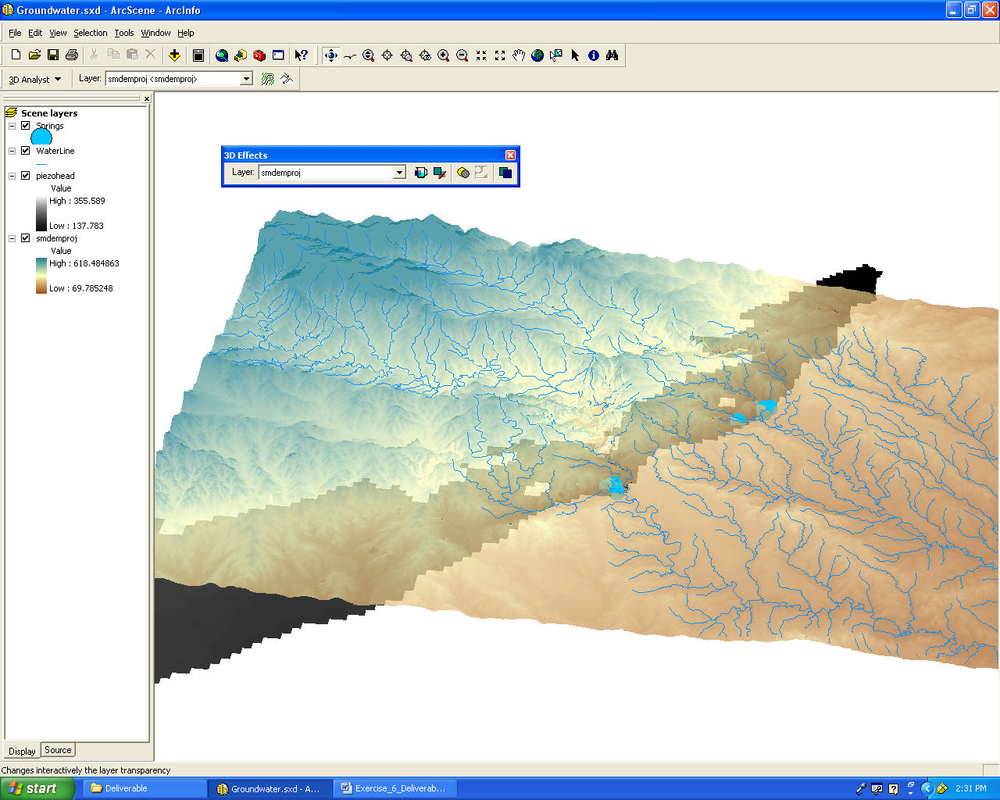 Groundwater.sxd - ArcScene - ArcInfo
File Edit View Selection Tools Window Help
3D Analyst Layer: smdemproj <smdemproj>
Scene layers
Springs
WaterLine
piezohead
Value
High : 355.589
Low : 137.783
smdemproj
Value
High : 618.484863
Low : 69.785248
3D Effects
Layer: smdemproj
Display Source
Changes interactively the layer transparency
start Deliverable Groundwater.sxd - A... Exercise_6_Deliverab... 2:31 PM